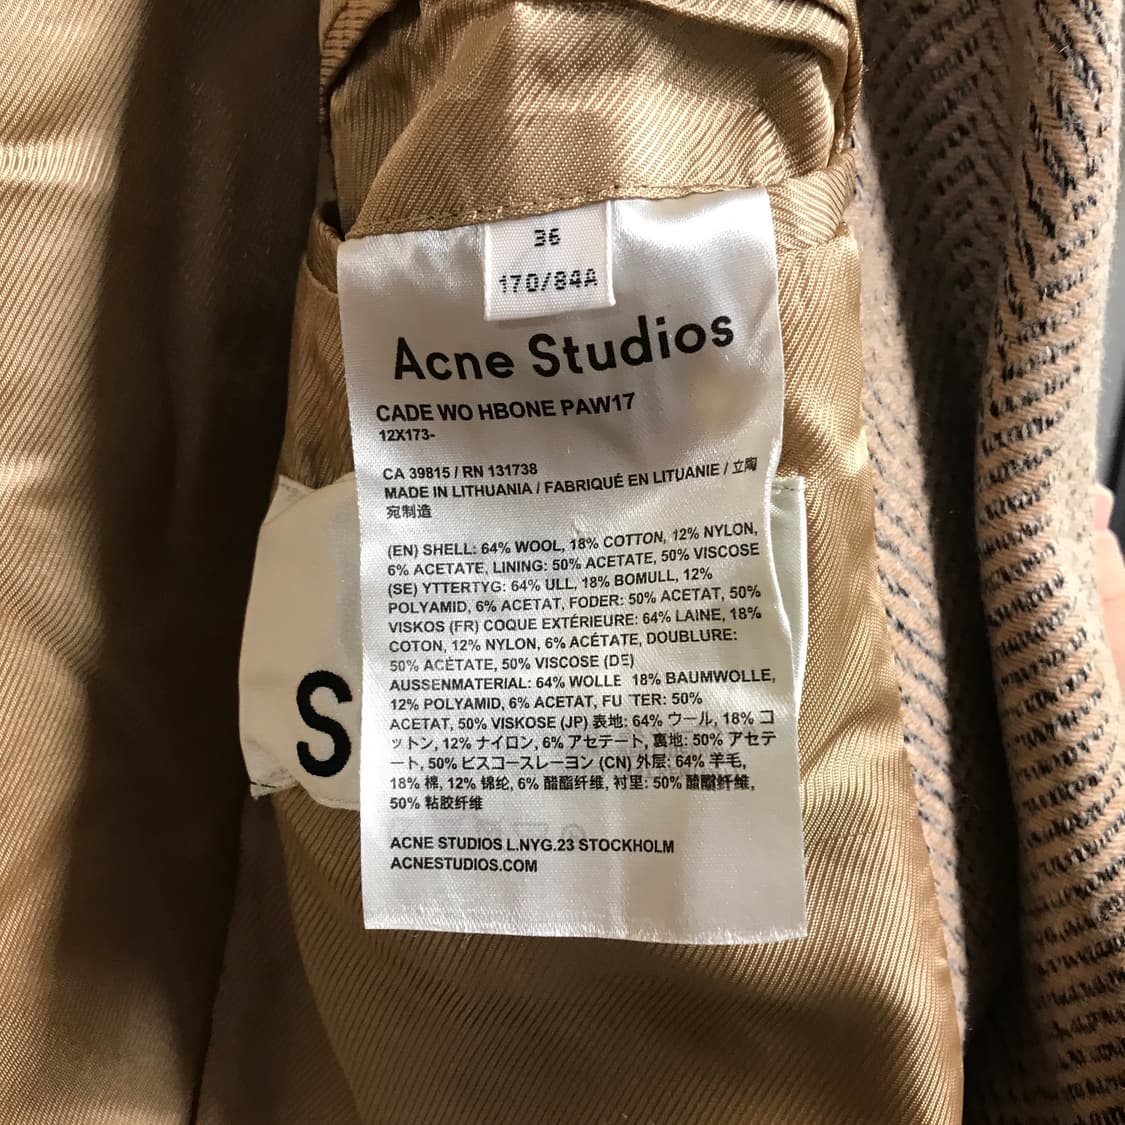 36
170/84A
Acne Studios
CADE WO HBONE PAW17
12X173-
CA 39815 / RN 131738
MADE IN LITHUANIA / FABRIQUÉ EN LITUANIE / 立陶
宛制造
(EN) SHELL: 64% WOOL, 18% COTTON, 12% NYLON,
6% ACETATE, LINING: 50% ACETATE, 50% VISCOSE
(SE) YTTERTYG: 64% ULL, 18% BOMULL, 12%
POLYAMID, 6% ACETAT, FODER: 50% ACETAT, 50%
VISKOS (FR) COQUE EXTÉRIEURE: 64% LAINE, 18%
COTON, 12% NYLON, 6% ACÉTATE, DOUBLURE:
50% ACÉTATE, 50% VISCOSE (DE)
AUSSENMATERIAL: 64% WOLLE 18% BAUMWOLLE,
12% POLYAMID, 6% ACETAT, FU TER: 50%
ACETAT, 50% VISKOSE (JP) 表地: 64% ウール, 18% コ
ットン, 12% ナイロン, 6% アセテート, 裏地: 50% アセテ
ート, 50% ビスコースレーヨン (CN) 外层: 64% 羊毛,
18% 棉, 12% 锦纶, 6% 醋酯纤维, 衬里: 50% 醋酯纤维,
50% 粘胶纤维
ACNE STUDIOS L.NYG.23 STOCKHOLM
ACNESTUDIOS.COM
S